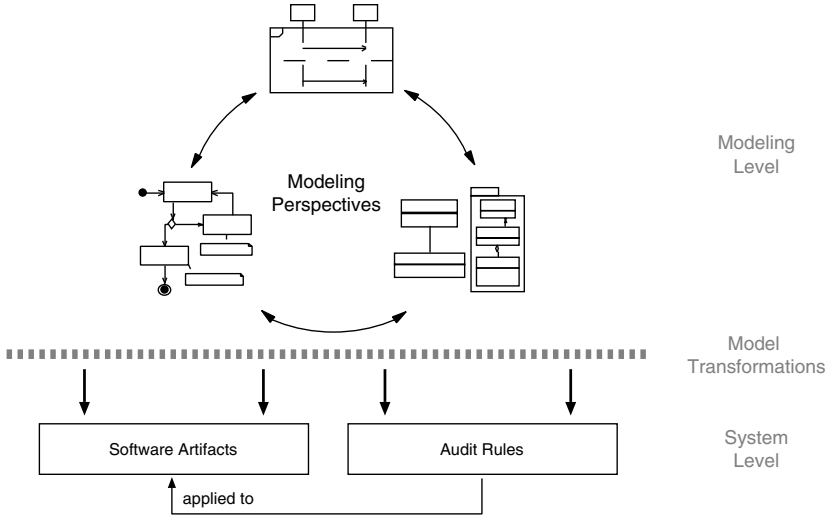 Modeling
Level
Modeling
Perspectives
Model
Transformations
Software Artifacts
Audit Rules
System
Level
applied to